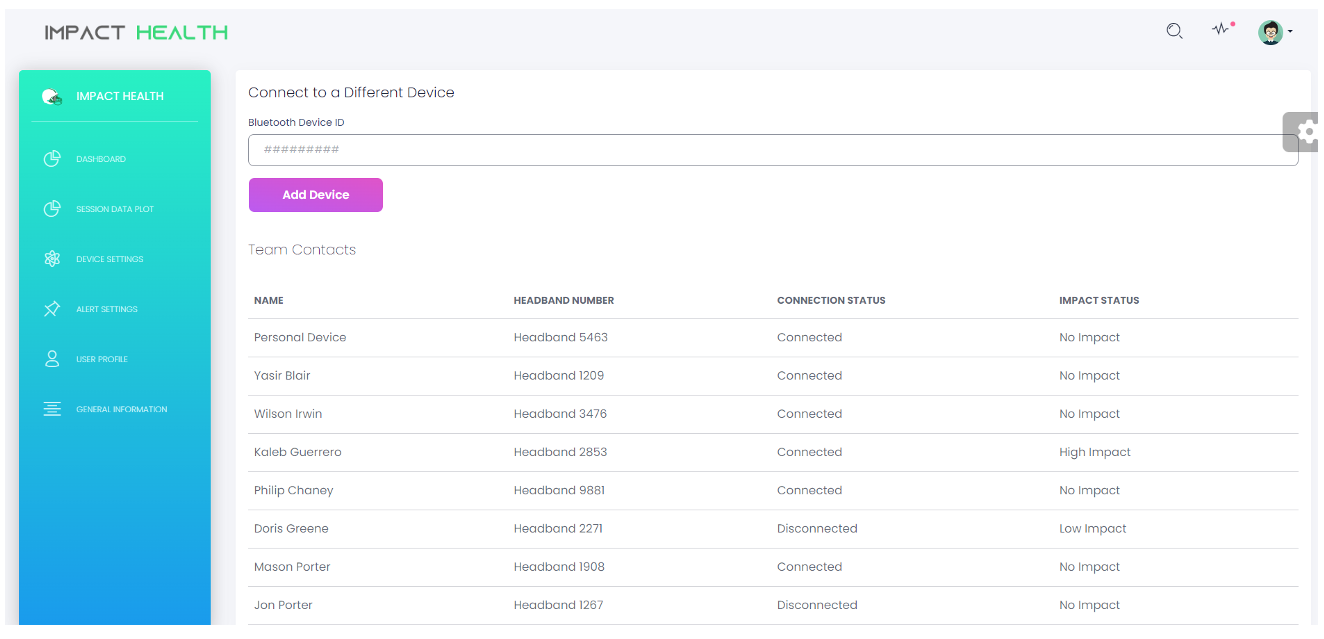 IMPACT HEALTH
IMPACT HEALTH
DASHBOARD
SESSION DATA PLOT
DEVICE SETTINGS
ALERT SETTINGS
USER PROFILE
GENERAL INFORMATION
Connect to a Different Device
Bluetooth Device ID
#########
Add Device
Team Contacts
NAME HEADBAND NUMBER CONNECTION STATUS IMPACT STATUS
Personal Device Headband 5463 Connected No Impact
Yasir Blair Headband 1209 Connected No Impact
Wilson Irwin Headband 3476 Connected No Impact
Kaleb Guerrero Headband 2853 Connected High Impact
Philip Chaney Headband 9881 Connected No Impact
Doris Greene Headband 2271 Disconnected Low Impact
Mason Porter Headband 1908 Connected No Impact
Jon Porter Headband 1267 Disconnected No Impact